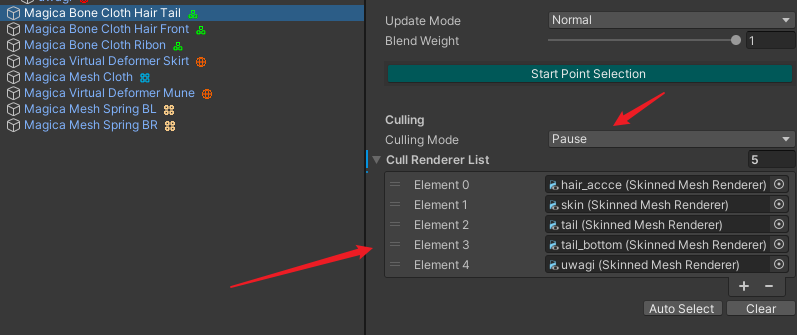 uwagi
Magica Bone Cloth Hair Tail
Magica Bone Cloth Hair Front
Magica Bone Cloth Ribon
Magica Virtual Deformer Skirt
Magica Mesh Cloth
Magica Virtual Deformer Mune
Magica Mesh Spring BL
Magica Mesh Spring BR
Update Mode Normal
Blend Weight 1
Start Point Selection
Culling
Culling Mode Pause
Cull Renderer List 5
Element 0 hair_accce (Skinned Mesh Renderer)
Element 1 skin (Skinned Mesh Renderer)
Element 2 tail (Skinned Mesh Renderer)
Element 3 tail_bottom (Skinned Mesh Renderer)
Element 4 uwagi (Skinned Mesh Renderer)
+ −
Auto Select Clear